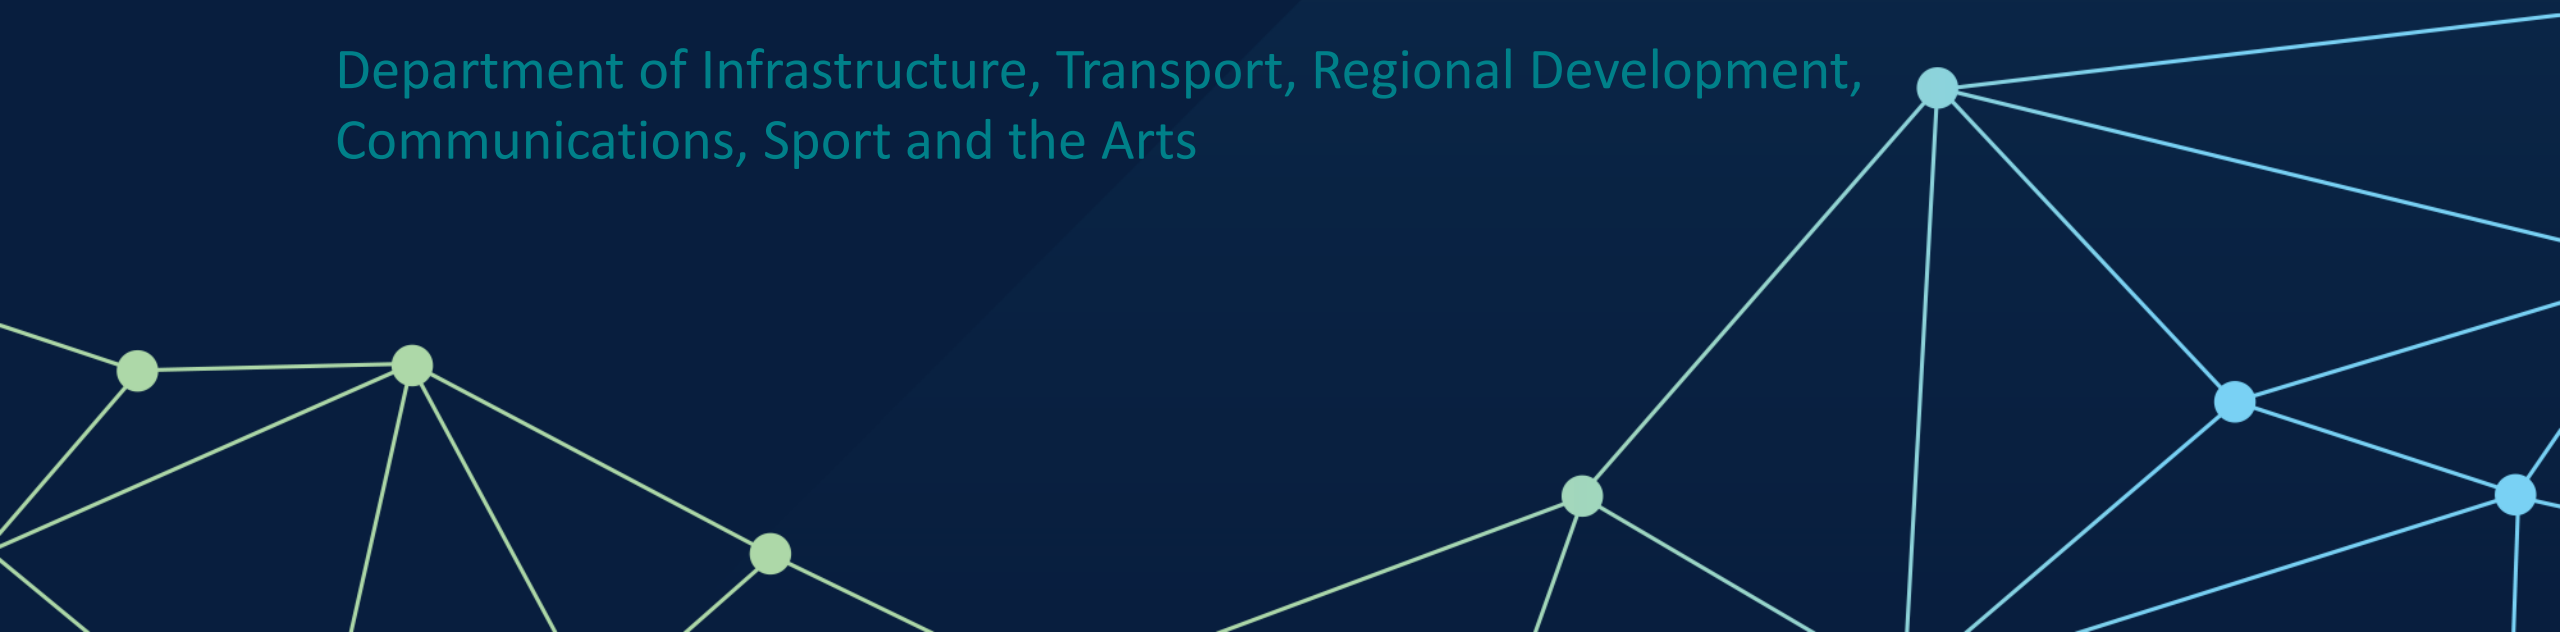 Department of Infrastructure, Transport, Regional Development,
Communications, Sport and the Arts